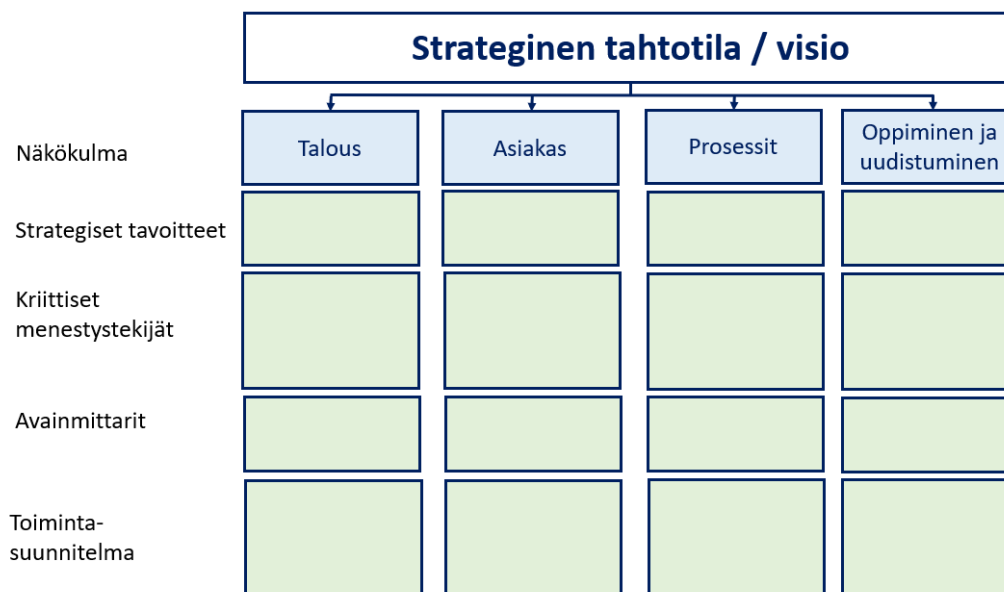 Strateginen tahtotila / visio
Näkökulma
Talous
Asiakas
Prosessit
Oppiminen ja
uudistuminen
Strategiset tavoitteet
Kriittiset
menestystekijät
Avainmittarit
Toiminta-
suunnitelma